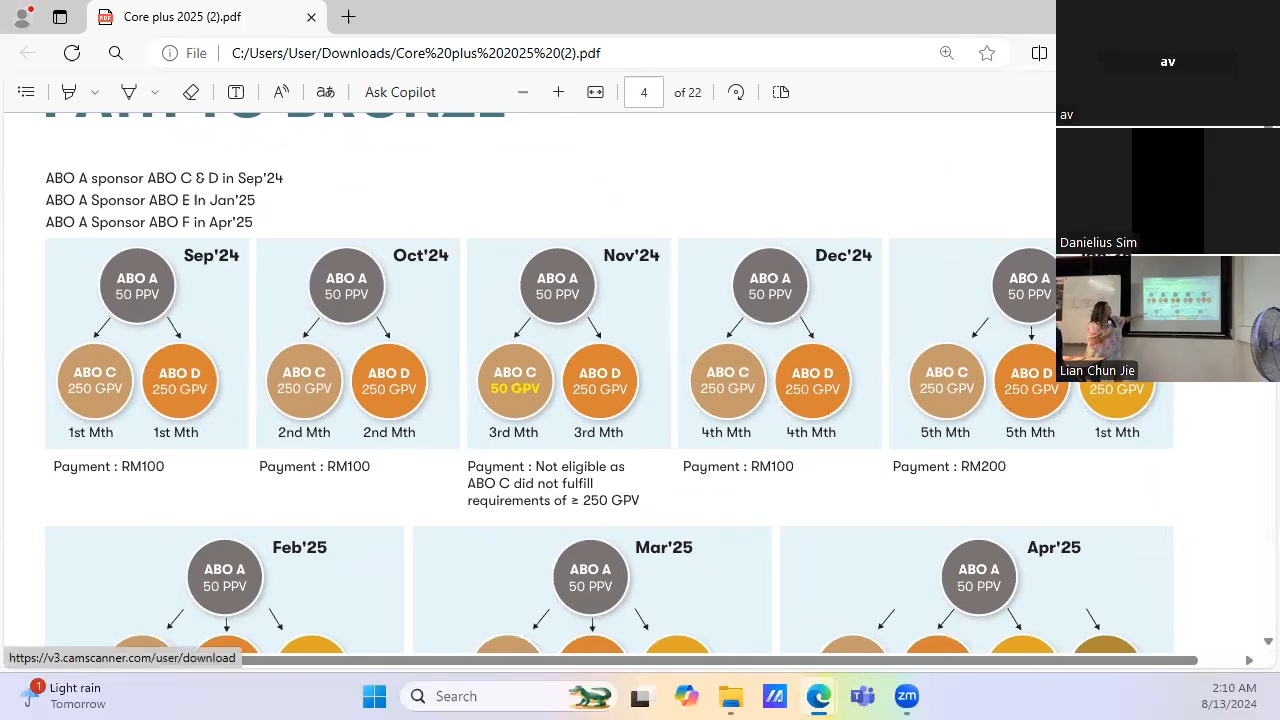 Core plus 2025 (2).pdf
File
C:/Users/User/Downloads/Core%20plus%202025%20(2).pdf
Ask Copilot
4 of 22
PATH TO BRONZE
ABO A sponsor ABO C & D in Sep'24
ABO A Sponsor ABO E In Jan'25
ABO A Sponsor ABO F in Apr'25
Sep'24
ABO A
50 PPV
ABO C
250 GPV
ABO D
250 GPV
1st Mth
1st Mth
Payment : RM100
Oct'24
ABO A
50 PPV
ABO C
250 GPV
ABO D
250 GPV
2nd Mth
2nd Mth
Payment : RM100
Nov'24
ABO A
50 PPV
ABO C
50 GPV
ABO D
250 GPV
3rd Mth
3rd Mth
Payment : Not eligible as
ABO C did not fulfill
requirements of ≥ 250 GPV
Dec'24
ABO A
50 PPV
ABO C
250 GPV
ABO D
250 GPV
4th Mth
4th Mth
Payment : RM100
ABO A
50 PPV
ABO C
250 GPV
ABO D
250 GPV
250 GPV
5th Mth
5th Mth
1st Mth
Payment : RM200
Feb'25
ABO A
50 PPV
Mar'25
ABO A
50 PPV
Apr'25
ABO A
50 PPV
av
av
Danielius Sim
Lian Chun Jie
https://v3.camscanner.com/user/download
1
Light rain
Tomorrow
Search
zm
2:10 AM
8/13/2024